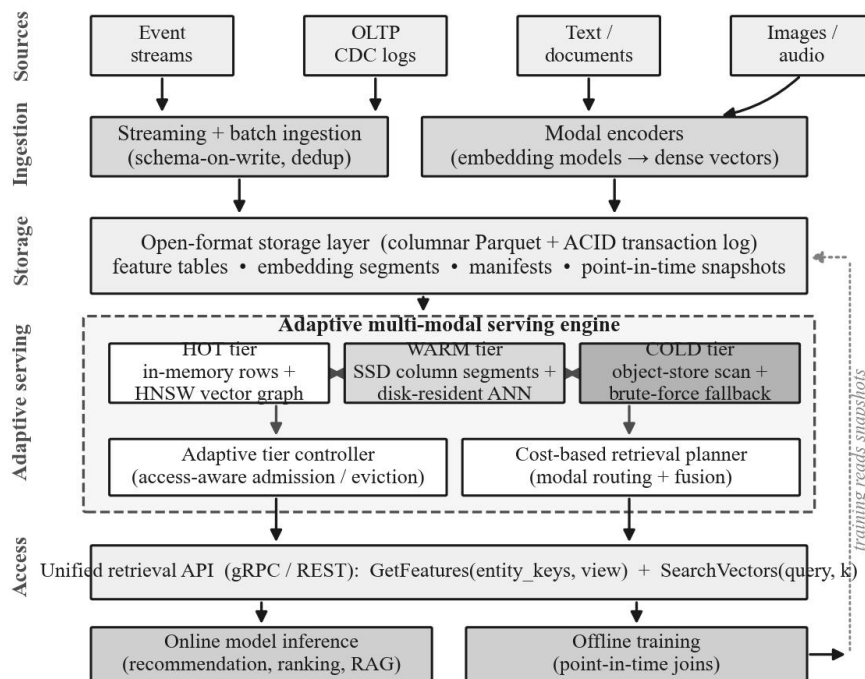 Sources
Event
streams
OLTP
CDC logs
Text /
documents
Images /
audio
Ingestion
Streaming + batch ingestion
(schema-on-write, dedup)
Modal encoders
(embedding models → dense vectors)
Storage
Open-format storage layer (columnar Parquet + ACID transaction log)
feature tables • embedding segments • manifests • point-in-time snapshots
Adaptive serving
Adaptive multi-modal serving engine
HOT tier
in-memory rows +
HNSW vector graph
WARM tier
SSD column segments +
disk-resident ANN
COLD tier
object-store scan +
brute-force fallback
Adaptive tier controller
(access-aware admission / eviction)
Cost-based retrieval planner
(modal routing + fusion)
training reads snapshots
Access
Unified retrieval API (gRPC / REST): GetFeatures(entity_keys, view) + SearchVectors(query, k)
Online model inference
(recommendation, ranking, RAG)
Offline training
(point-in-time joins)